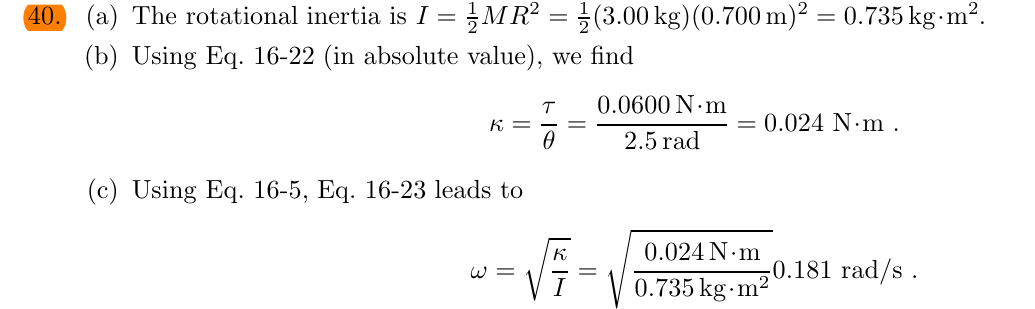 40. (a) The rotational inertia is I = ½MR² = ½(3.00 kg)(0.700 m)² = 0.735 kg·m².
(b) Using Eq. 16-22 (in absolute value), we find
κ = τ/θ = 0.0600 N·m/2.5 rad = 0.024 N·m .
(c) Using Eq. 16-5, Eq. 16-23 leads to
ω = √(κ/I) = √(0.024 N·m/0.735 kg·m²) 0.181 rad/s .